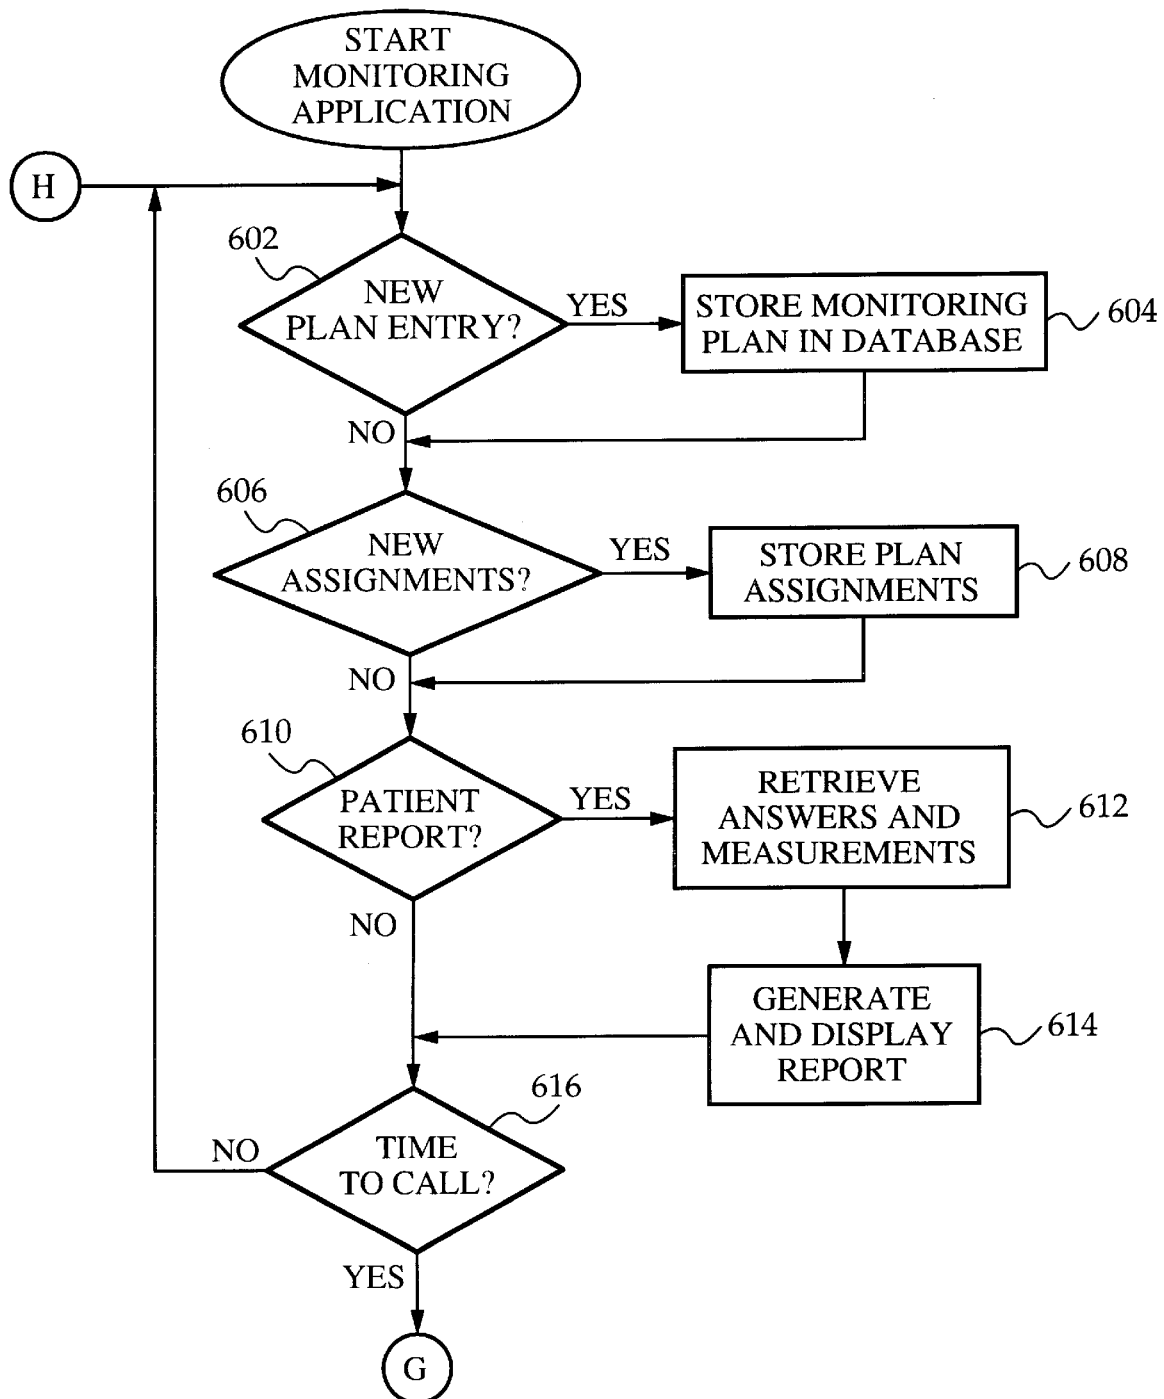 START
MONITORING
APPLICATION
H
602
NEW
PLAN ENTRY?
YES
STORE MONITORING
PLAN IN DATABASE
604
NO
606
NEW
ASSIGNMENTS?
YES
STORE PLAN
ASSIGNMENTS
608
NO
610
PATIENT
REPORT?
YES
RETRIEVE
ANSWERS AND
MEASUREMENTS
612
NO
GENERATE
AND DISPLAY
REPORT
614
616
TIME
TO CALL?
NO
YES
G